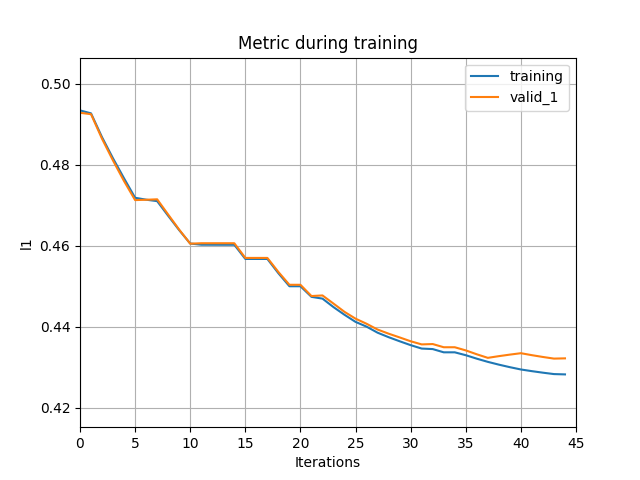 Metric during training
training
valid_1
l1
0.50
0.48
0.46
0.44
0.42
0 5 10 15 20 25 30 35 40 45
Iterations